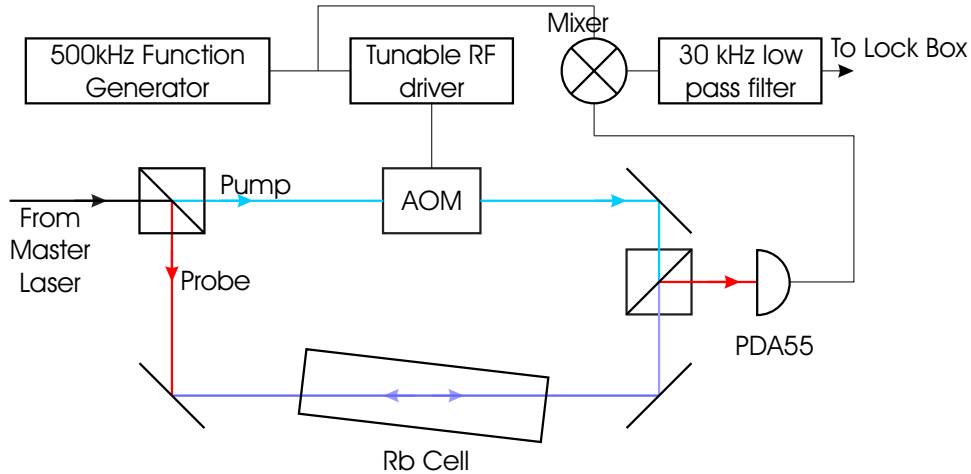 Mixer
500kHz Function
Generator
Tunable RF
driver
30 kHz low
pass filter
To Lock Box
Pump
AOM
From
Master
Laser
Probe
PDA55
Rb Cell